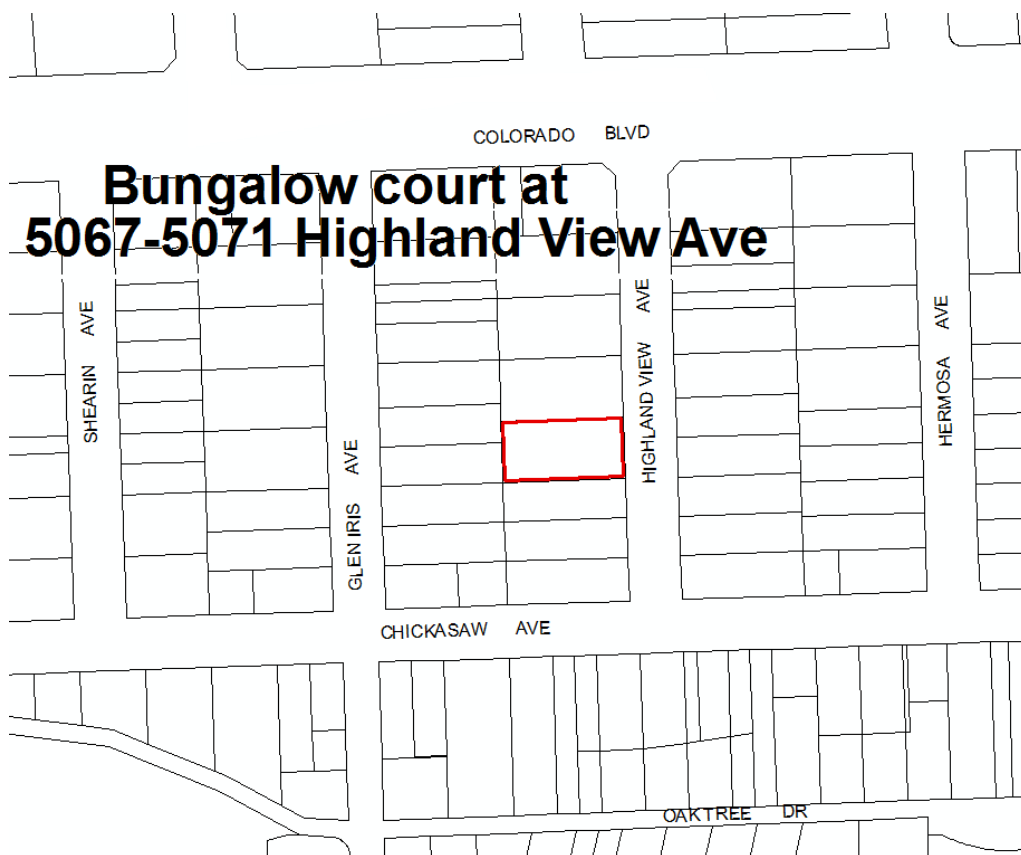 COLORADO BLVD
Bungalow court at
5067-5071 Highland View Ave
SHEARIN AVE
GLEN IRIS AVE
HIGHLAND VIEW AVE
HERMOSA AVE
CHICKASAW AVE
OAKTREE DR